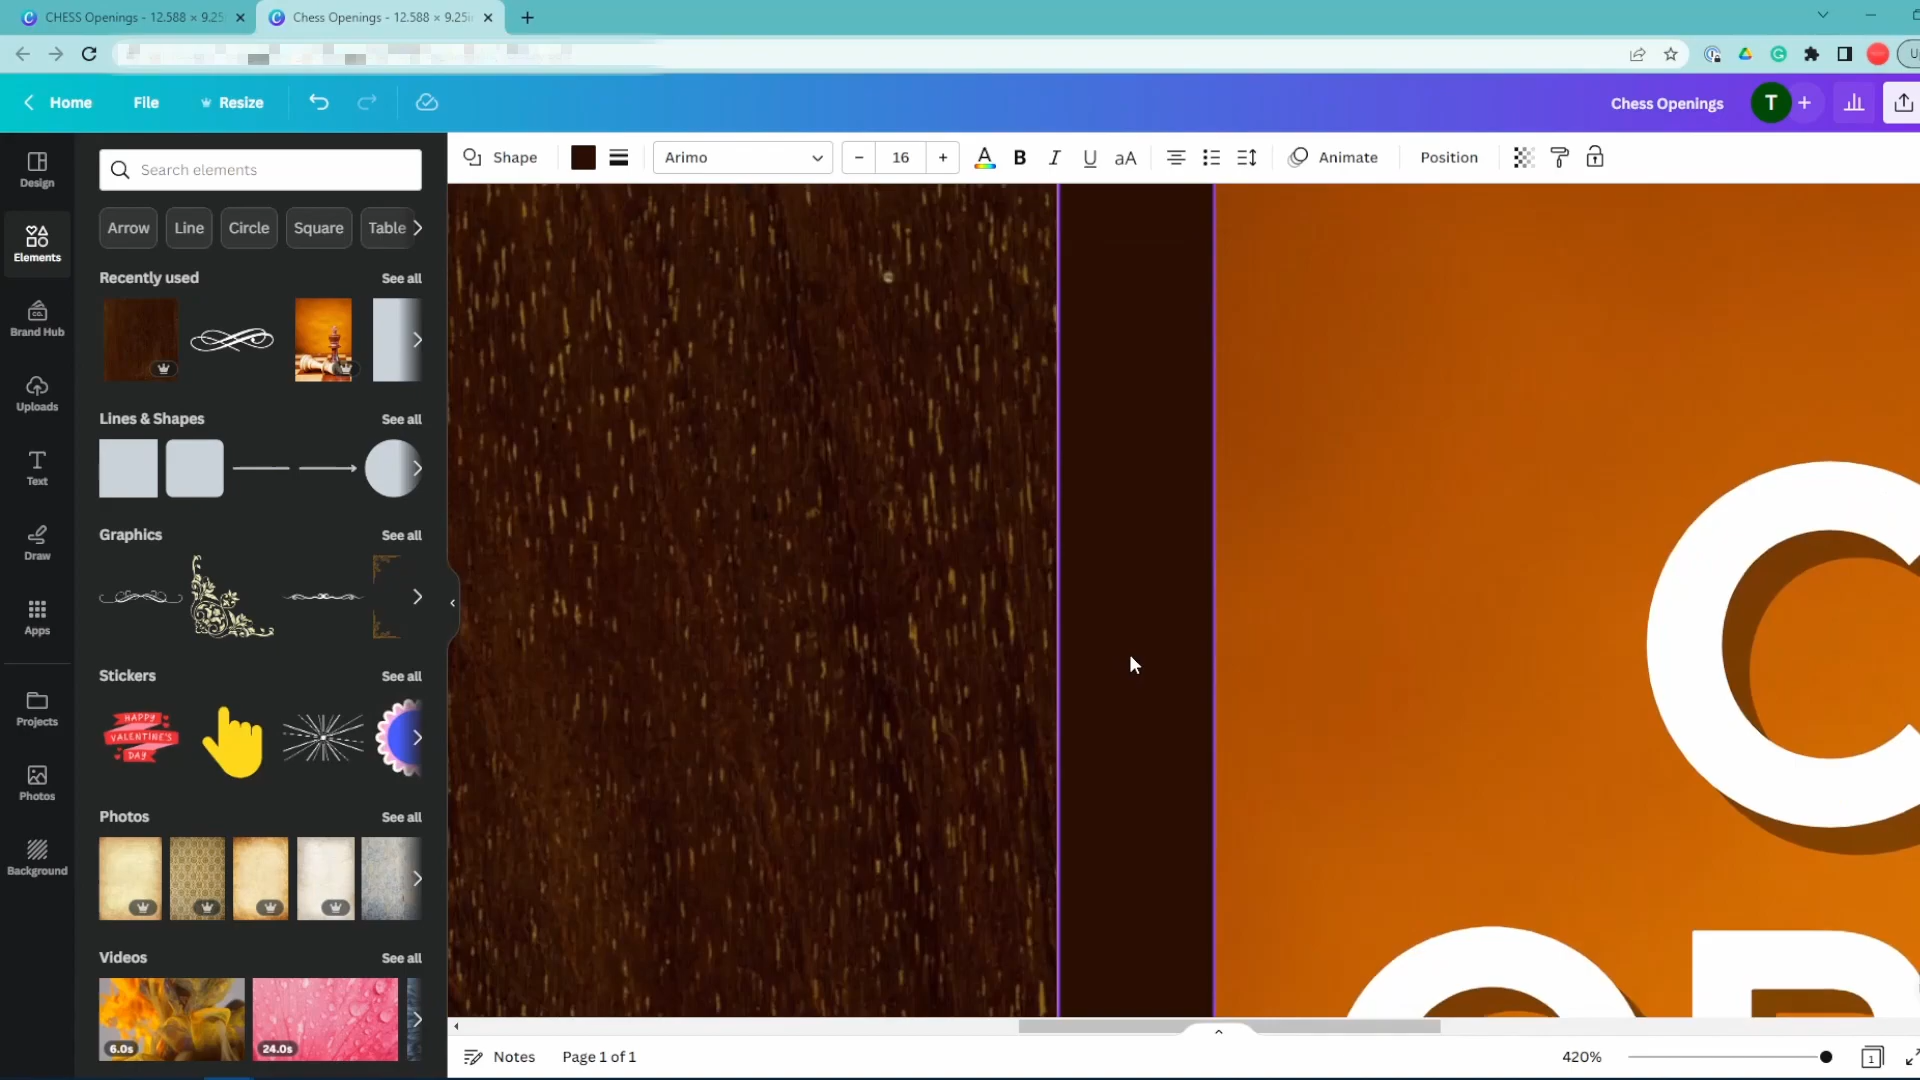 CHESS Openings - 12.588 × 9.25
Chess Openings - 12.588 × 9.25in
Home
File
Resize
Chess Openings
T
Design
Elements
Brand Hub
CO.
Uploads
Text
Draw
Apps
Projects
Photos
Background
Search elements
Arrow
Line
Circle
Square
Table
Recently used
See all
Lines & Shapes
See all
Graphics
See all
Stickers
See all
HAPPY
VALENTINE'S
DAY
Photos
See all
Videos
See all
6.0s
24.0s
Shape
Arimo
16
A
B
I
U
aA
Animate
Position
C
Notes
Page 1 of 1
420%
1